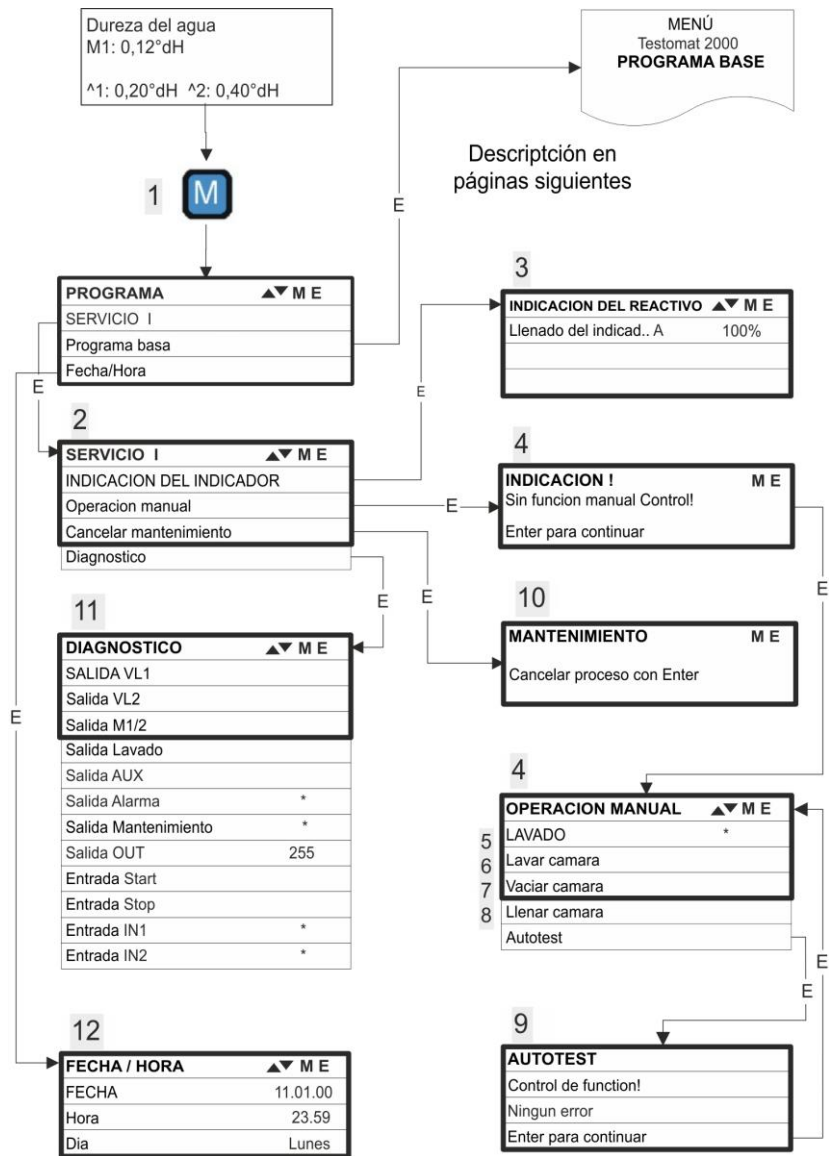 Dureza del agua
M1: 0,12°dH
^1: 0,20°dH ^2: 0,40°dH
MENÚ
Testomat 2000
PROGRAMA BASE
Descriptción en
páginas siguientes
1
M
E
PROGRAMA ▲▼ M E
SERVICIO I
Programa basa
Fecha/Hora
E
3
INDICACION DEL REACTIVO ▲▼ M E
Llenado del indicad.. A 100%
E
2
SERVICIO I ▲▼ M E
INDICACION DEL INDICADOR
Operacion manual
Cancelar mantenimiento
Diagnostico
E
4
INDICACION ! M E
Sin funcion manual Control!
Enter para continuar
E
E
E
10
MANTENIMIENTO M E
Cancelar proceso con Enter
11
DIAGNOSTICO ▲▼ M E
SALIDA VL1
Salida VL2
Salida M1/2
Salida Lavado
Salida AUX
Salida Alarma *
Salida Mantenimiento *
Salida OUT 255
Entrada Start
Entrada Stop
Entrada IN1 *
Entrada IN2 *
E
4
OPERACION MANUAL ▲▼ M E
5 LAVADO *
6 Lavar camara
7 Vaciar camara
8 Llenar camara
Autotest
E
E
9
AUTOTEST
Control de function!
Ningun error
Enter para continuar
12
FECHA / HORA ▲▼ M E
FECHA 11.01.00
Hora 23.59
Dia Lunes